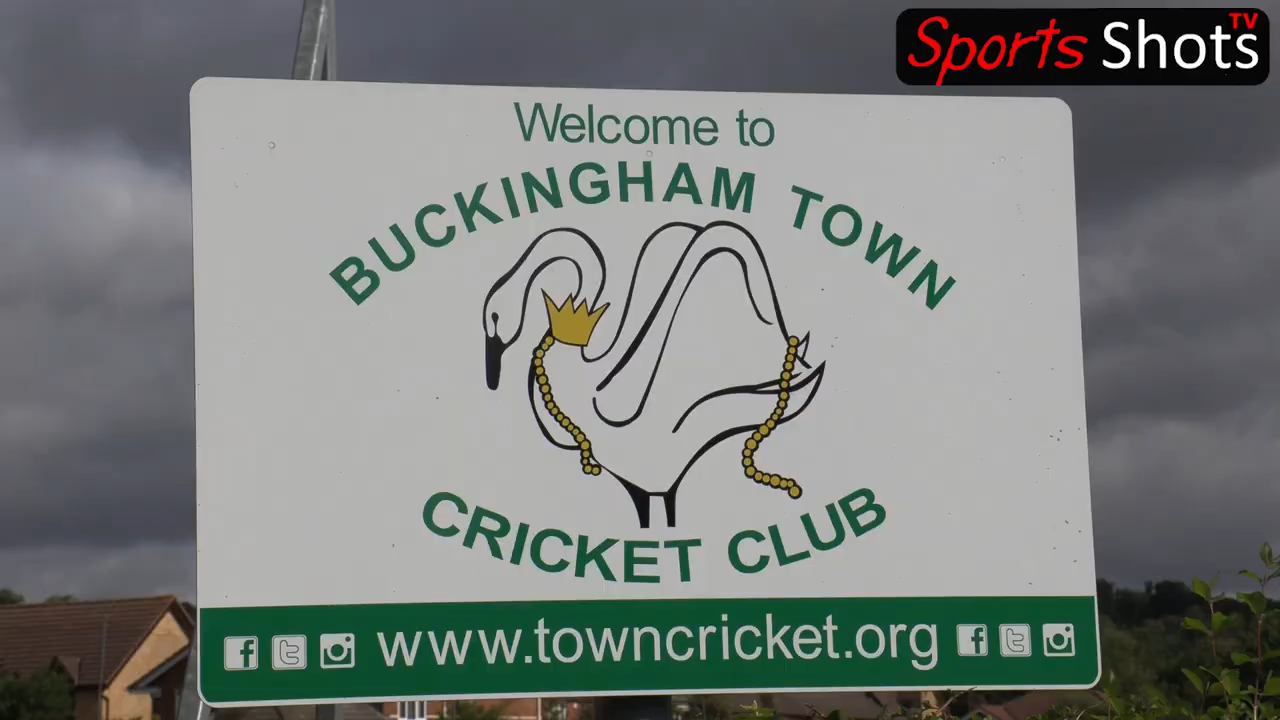 Sports Shots TV
Welcome to
BUCKINGHAM TOWN
CRICKET CLUB
www.towncricket.org